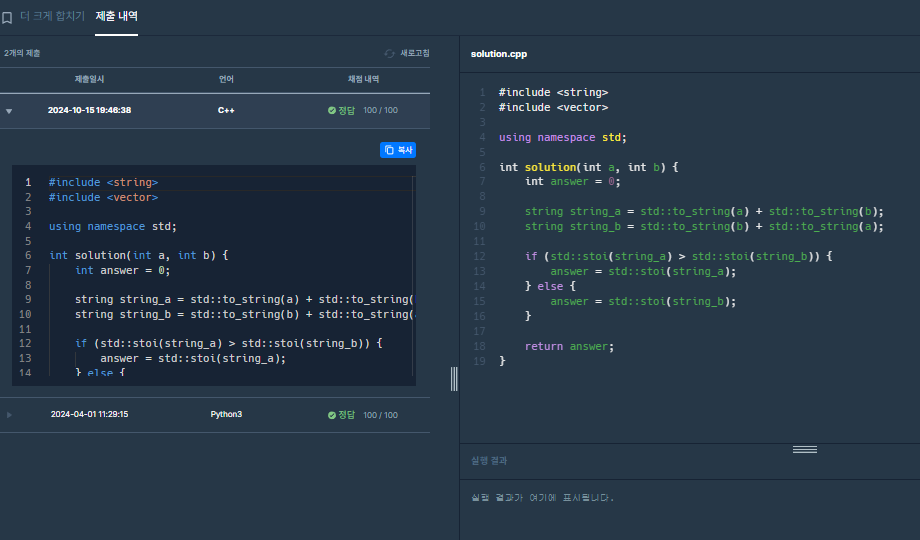 더 크게 합치기 제출 내역
2개의 제출 새로고침
제출일시 언어 채점 내역
2024-10-15 19:46:38 C++ 정답 100 / 100
복사
1 #include <string>
2 #include <vector>
3
4 using namespace std;
5
6 int solution(int a, int b) {
7 int answer = 0;
8
9 string string_a = std::to_string(a) + std::to_string(
10 string string_b = std::to_string(b) + std::to_string(
11
12 if (std::stoi(string_a) > std::stoi(string_b)) {
13 answer = std::stoi(string_a);
14 } else {
2024-04-01 11:29:15 Python3 정답 100 / 100
solution.cpp
1 #include <string>
2 #include <vector>
3
4 using namespace std;
5
6 int solution(int a, int b) {
7 int answer = 0;
8
9 string string_a = std::to_string(a) + std::to_string(b);
10 string string_b = std::to_string(b) + std::to_string(a);
11
12 if (std::stoi(string_a) > std::stoi(string_b)) {
13 answer = std::stoi(string_a);
14 } else {
15 answer = std::stoi(string_b);
16 }
17
18 return answer;
19 }
실행 결과
실행 결과가 여기에 표시됩니다.